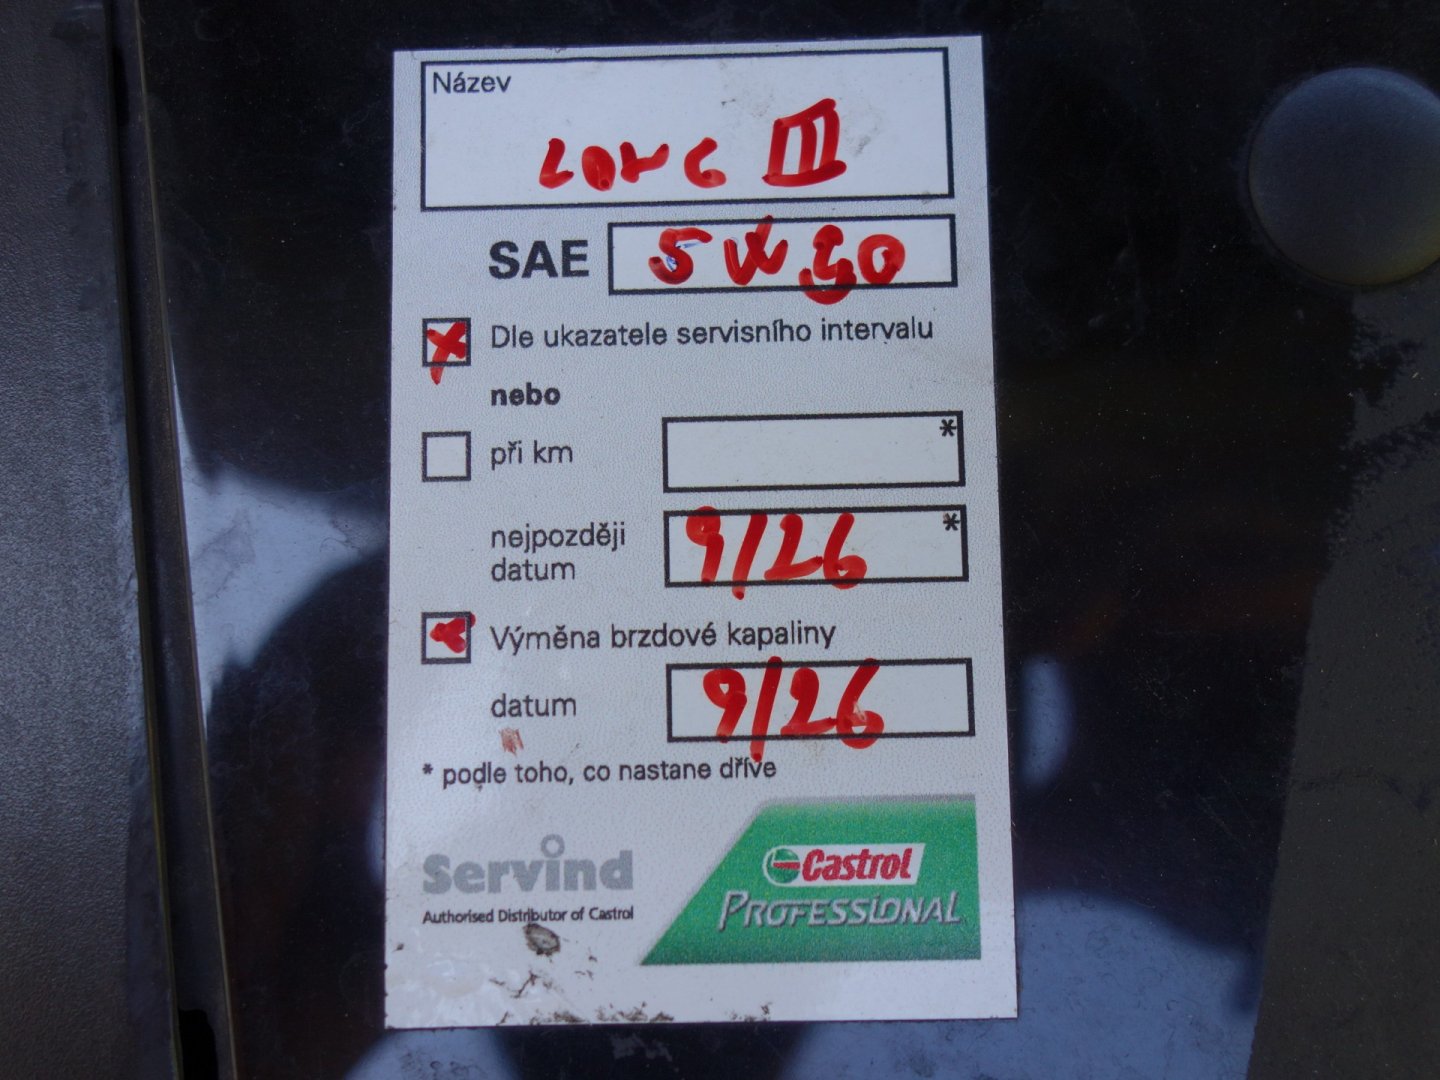 Název
LONG III
SAE 5W30
Dle ukazatele servisního intervalu
nebo
při km *
nejpozději
datum 9/26 *
Výměna brzdové kapaliny
datum 9/26
* podle toho, co nastane dříve
Servind
Authorised Distributor of Castrol
Castrol
PROFESSIONAL